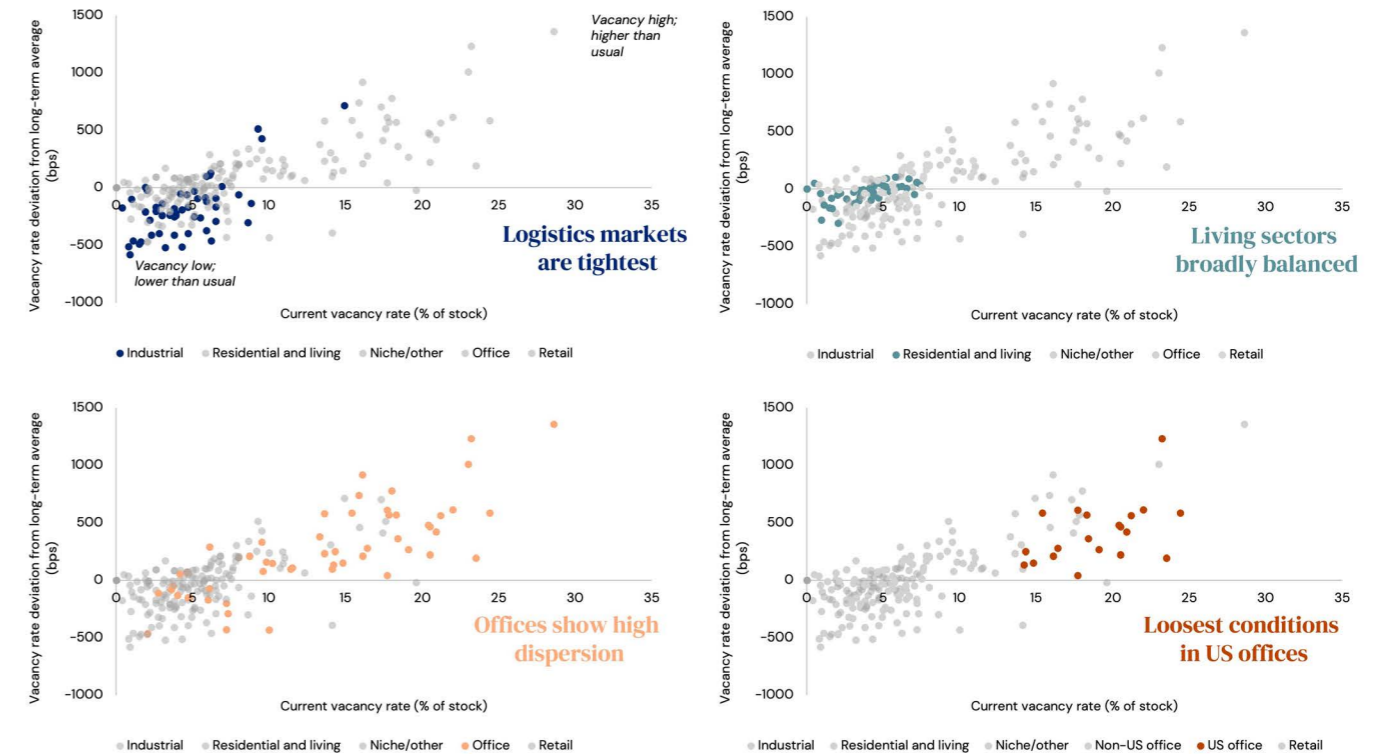 Vacancy rate deviation from long-term average
(bps)
1500
1000
500
0
-500
-1000
0
5
10
15
20
25
30
35
Vacancy high;
higher than
usual
Vacancy low;
lower than usual
Logistics markets
are tightest
Current vacancy rate (% of stock)
Industrial
Residential and living
Niche/other
Office
Retail
Vacancy rate deviation from long-term average
(bps)
1500
1000
500
0
-500
-1000
0
5
10
15
20
25
30
35
Living sectors
broadly balanced
Current vacancy rate (% of stock)
Industrial
Residential and living
Niche/other
Office
Retail
Vacancy rate deviation from long-term average
(bps)
1500
1000
500
0
-500
-1000
0
5
10
15
20
25
30
35
Offices show high
dispersion
Current vacancy rate (% of stock)
Industrial
Residential and living
Niche/other
Office
Retail
Vacancy rate deviation from long-term average
(bps)
1500
1000
500
0
-500
-1000
0
5
10
15
20
25
30
35
Loosest conditions
in US offices
Current vacancy rate (% of stock)
Industrial
Residential and living
Niche/other
Non-US office
US office
Retail